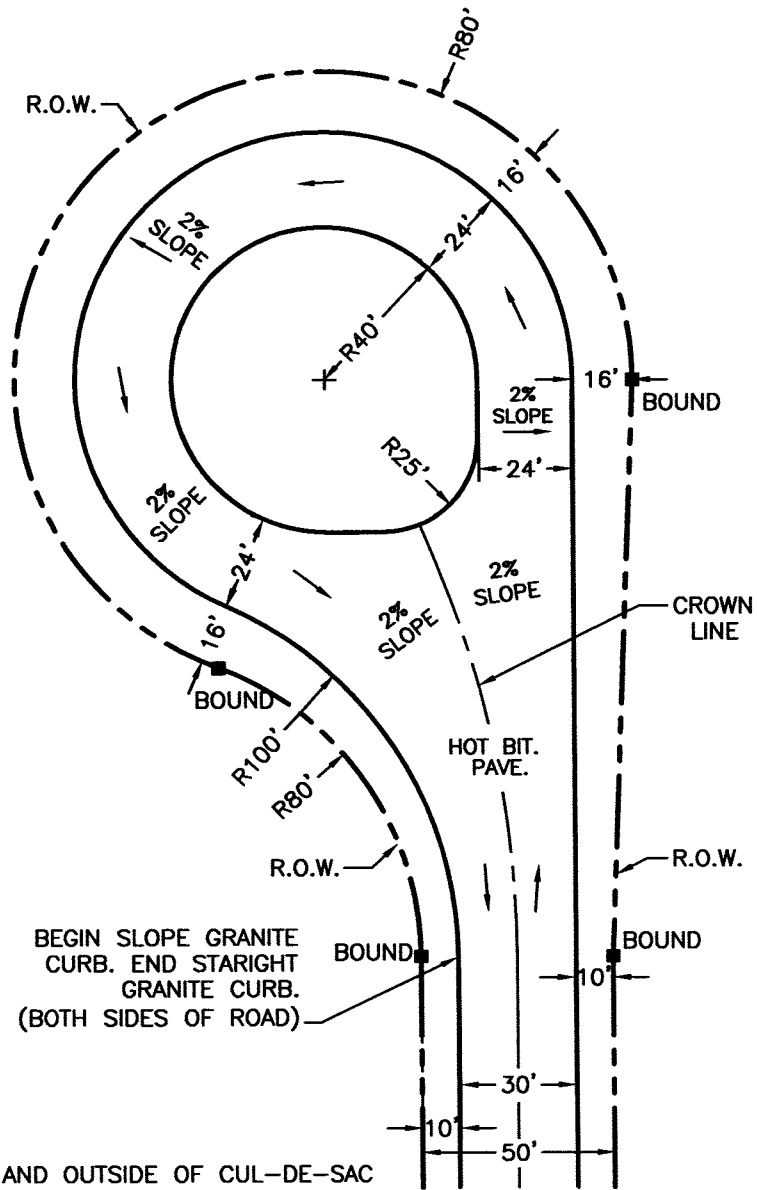 R80'
R.O.W.
16'
2%
SLOPE
24'
R40'
16'
BOUND
2%
SLOPE
R25'
24'
2%
SLOPE
24'
2%
SLOPE
2%
SLOPE
CROWN
LINE
16'
BOUND
R100'
HOT BIT.
PAVE.
R80'
R.O.W.
R.O.W.
BEGIN SLOPE GRANITE
CURB. END STARIGHT
GRANITE CURB.
(BOTH SIDES OF ROAD)
BOUND
BOUND
10'
30'
10'
50'
AND OUTSIDE OF CUL-DE-SAC